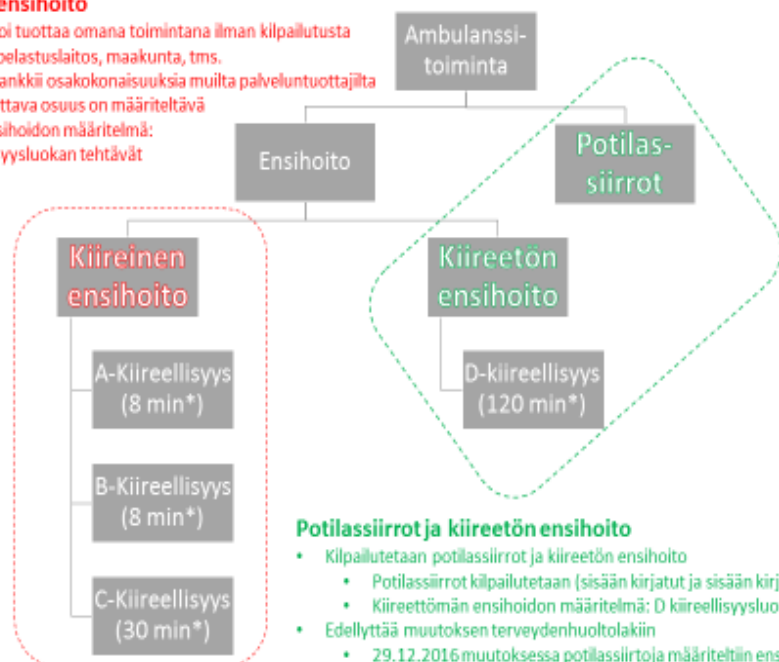 ensihoito
oi tuottaa omana toimintana ilman kilpailutusta
pelastuslaitos, maakunta, tms.
ankkii osakokonaisuuksia muilta palveluntuottajilta
ttava osuus on määriteltävä
sihoidon määritelmä:
yysluokan tehtävät
Ambulanssi-
toiminta
Ensihoito
Potilas-
siirrot
Kiireinen
ensihoito
Kiireetön
ensihoito
A-Kiireellisyys
(8 min*)
D-kiireellisyys
(120 min*)
B-Kiireellisyys
(8 min*)
C-Kiireellisyys
(30 min*)
Potilassiirrot ja kiireetön ensihoito
• Kilpailutetaan potilassiirrot ja kiireetön ensihoito
• Potilassiirrot kilpailutetaan (sisään kirjatut ja sisään kirj
• Kiireettömän ensihoidon määritelmä: D kiireellisyysluo
• Edellyttää muutoksen terveydenhuoltolakiin
• 29.12.2016 muutoksessa potilassiirtoja määriteltiin ens